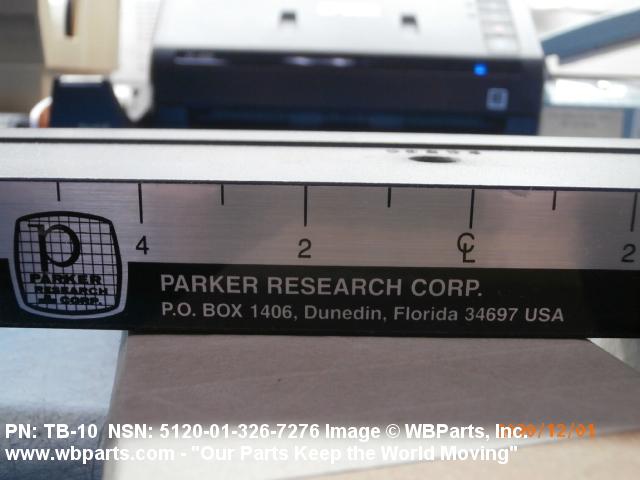 4 2 ℄ 2
P
PARKER
RESEARCH
& CORP.
PARKER RESEARCH CORP.
P.O. BOX 1406, Dunedin, Florida 34697 USA
PN: TB-10 NSN: 5120-01-326-7276 Image © WBParts, Inc.
www.wbparts.com - "Our Parts Keep the World Moving"